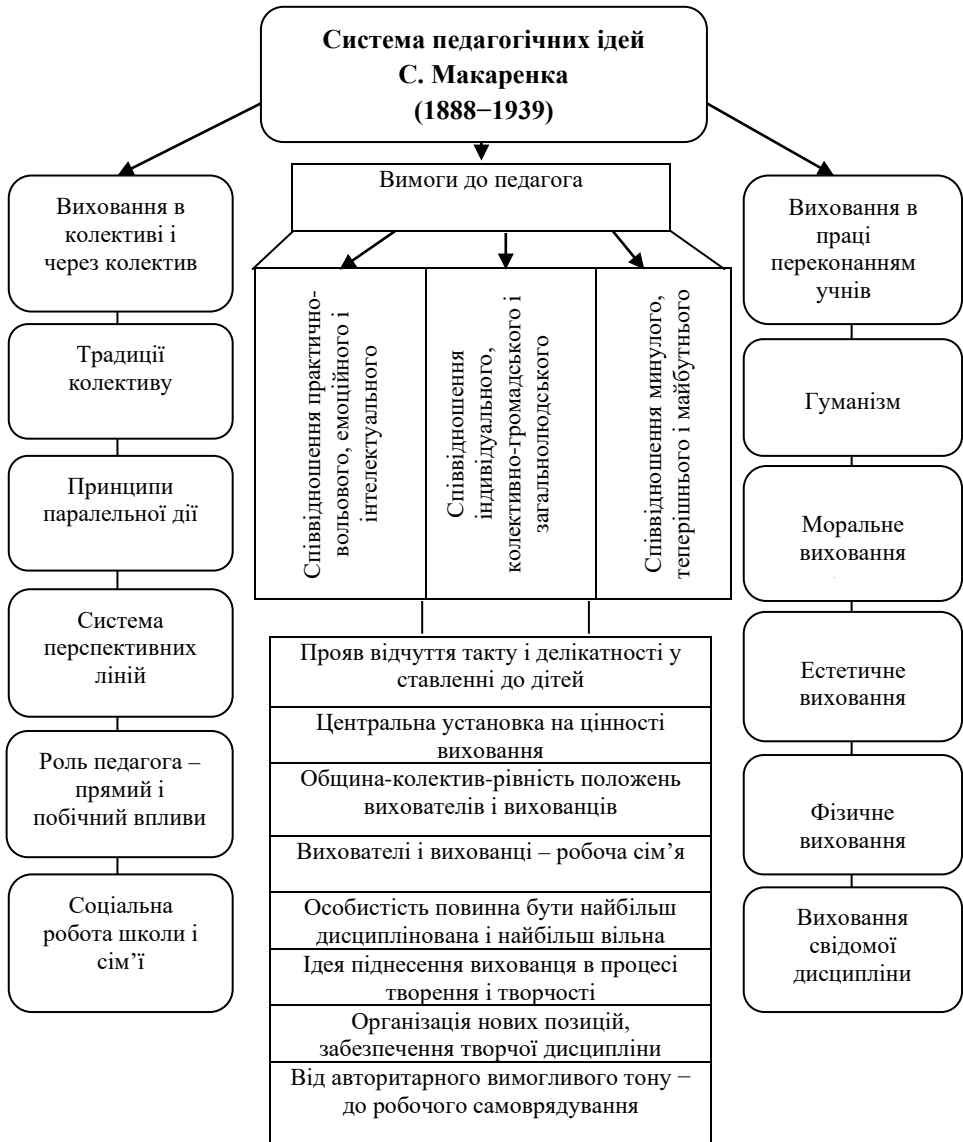 Система педагогічних ідей
С. Макаренка
(1888−1939)
Виховання в
колективі і
через колектив
Традиції
колективу
Принципи
паралельної дії
Система
перспективних
ліній
Роль педагога –
прямий і
побічний впливи
Соціальна
робота школи і
сім’ї
Вимоги до педагога
Співвідношення практично-
вольового, емоційного і
інтелектуального
Співвідношення
індивідуального,
колективно-громадського і
загальнолюдського
Співвідношення минулого,
теперішнього і майбутнього
Прояв відчуття такту і делікатності у
ставленні до дітей
Центральна установка на цінності
виховання
Община-колектив-рівність положень
вихователів і вихованців
Вихователі і вихованці – робоча сім’я
Особистість повинна бути найбільш
дисциплінована і найбільш вільна
Ідея піднесення вихованця в процесі
творення і творчості
Організація нових позицій,
забезпечення творчої дисципліни
Від авторитарного вимогливого тону −
до робочого самоврядування
Виховання в
праці
переконанням
учнів
Гуманізм
Моральне
виховання
Естетичне
виховання
Фізичне
виховання
Виховання
свідомої
дисципліни